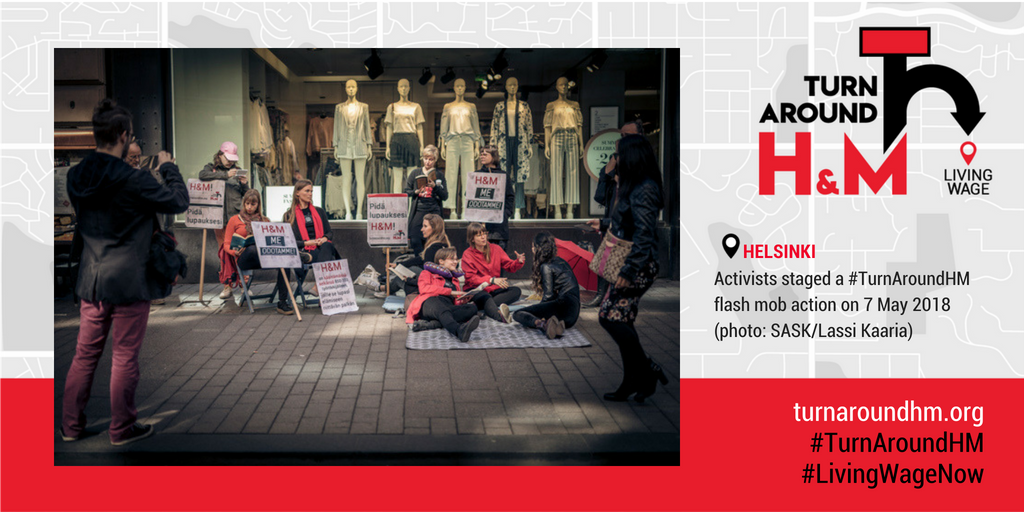 H&M!
Pidä
lupauksesi
H&M
ME
ODOTAMME!
H&M
Pidä
lupauksesi
H&M!
H&M
ME
ODOTAMME!
TURN
AROUND
H&M
LIVING
WAGE
HELSINKI
Activists staged a #TurnAroundHM
flash mob action on 7 May 2018
(photo: SASK/Lassi Kaaria)
turnaroundhm.org
#TurnAroundHM
#LivingWageNow